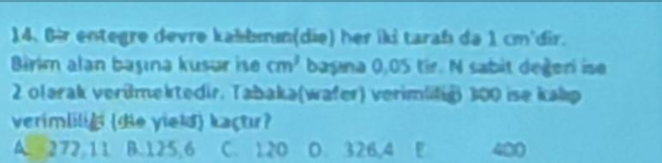 14. Bir entegre devre kalıbının(die) her iki tarafı da 1 cm'dir.
Birim alan başına kusur ise cm² başına 0,05 tir. N sabit değeri ise
2 olarak verilmektedir. Tabaka(wafer) verimliliği 300 ise kalıp
verimliliği (die yield) kaçtır?
A. 272,11 B.125,6 C. 120 D. 326,4 E 400